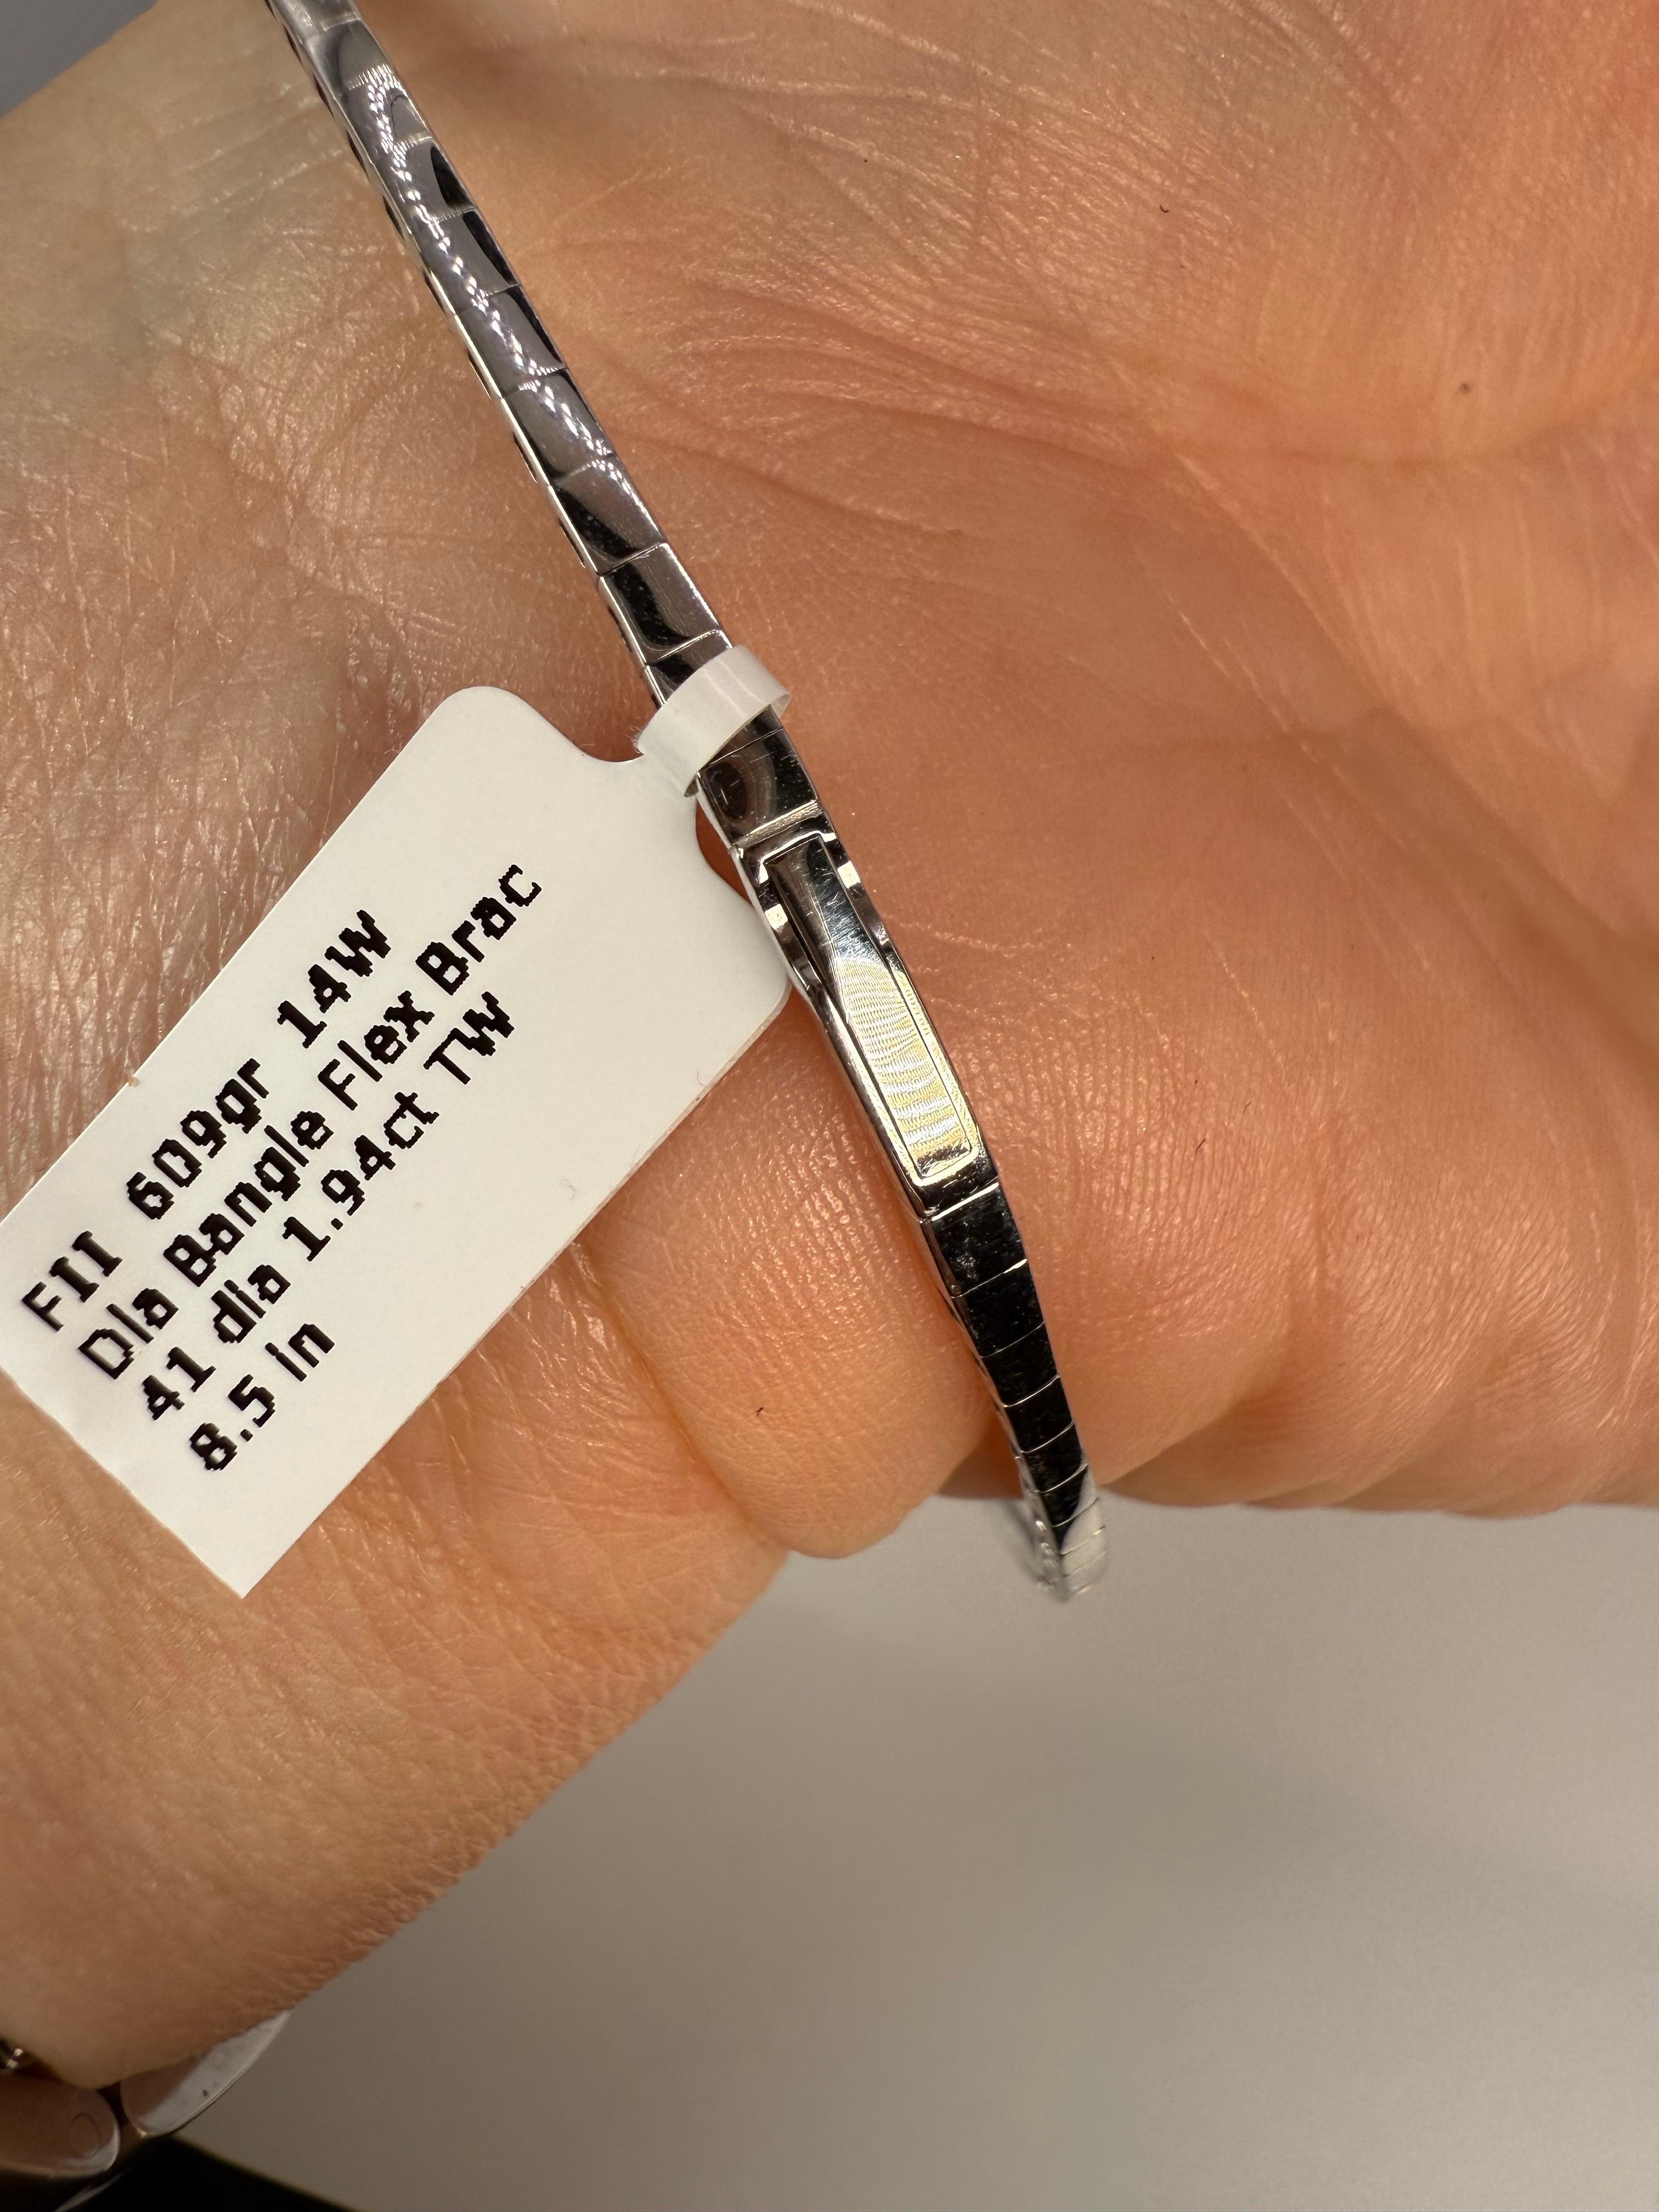 FII 609gr 14W
Dia Bangle Flex Brac
41 dia 1.94ct TW
8.5 in